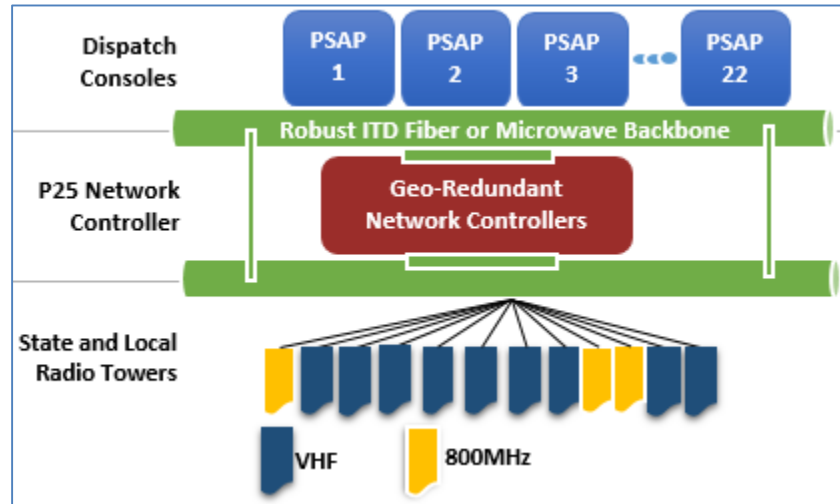 Dispatch
Consoles
PSAP
1
PSAP
2
PSAP
3
PSAP
22
Robust ITD Fiber or Microwave Backbone
P25 Network
Controller
Geo-Redundant
Network Controllers
State and Local
Radio Towers
VHF
800MHz